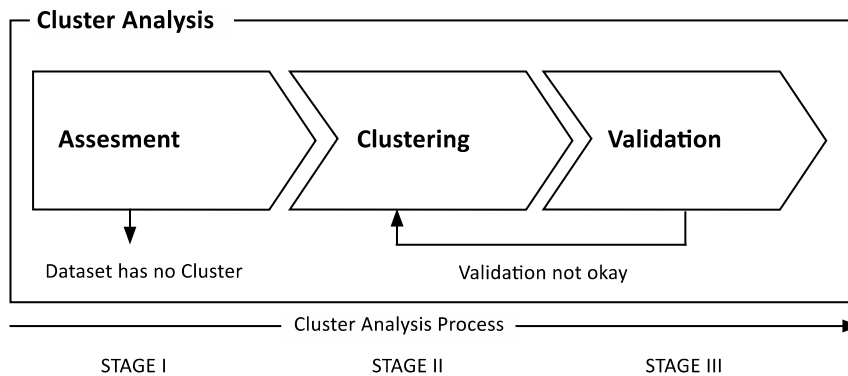 Cluster Analysis
Assesment
Clustering
Validation
Dataset has no Cluster
Validation not okay
Cluster Analysis Process
STAGE I
STAGE II
STAGE III